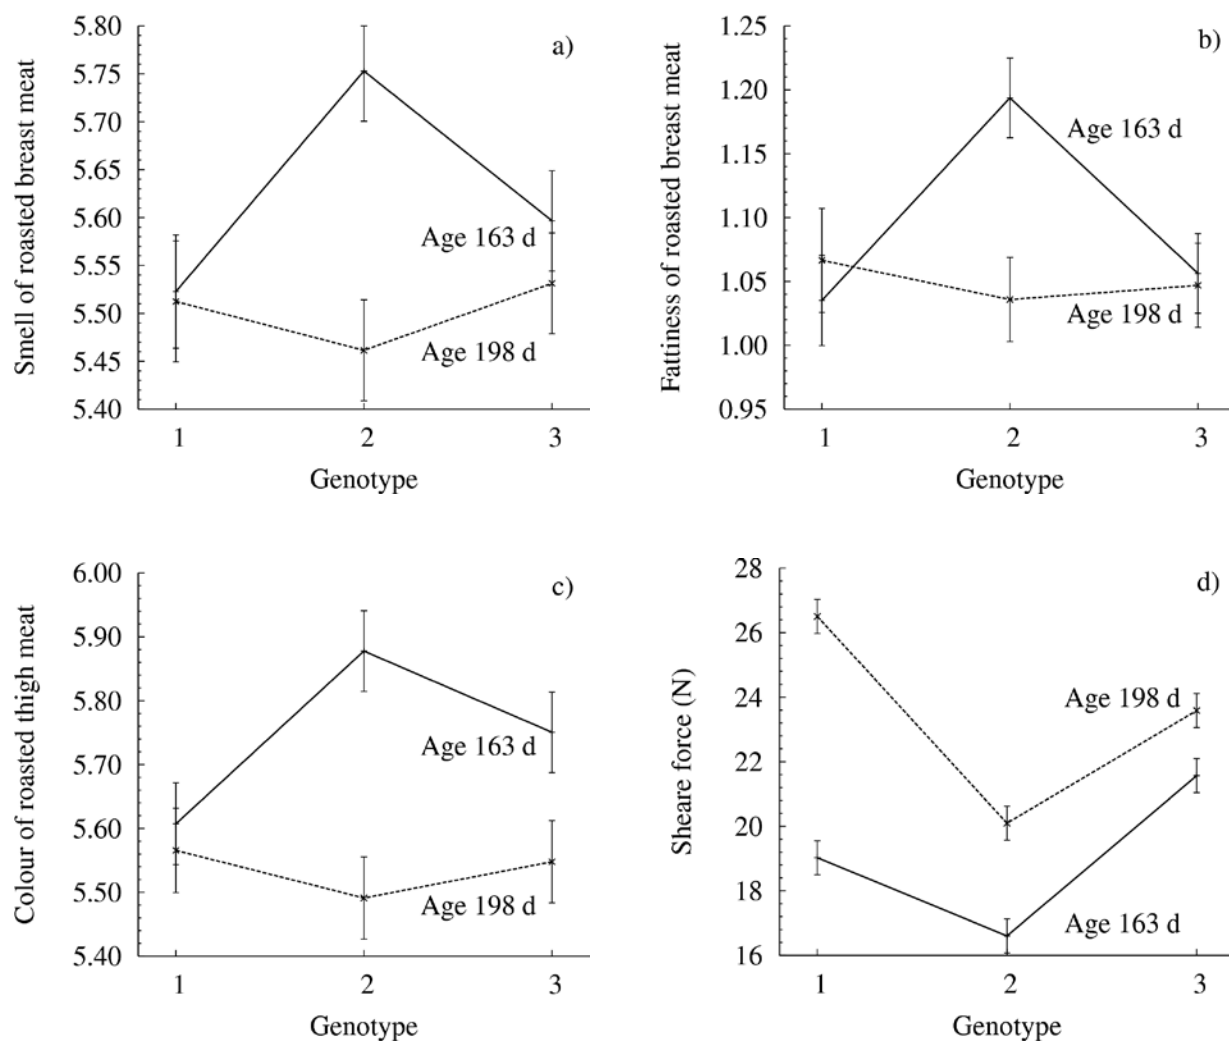 a)
Smell of roasted breast meat
5.80
5.75
5.70
5.65
5.60
5.55
5.50
5.45
5.40
Age 163 d
Age 198 d
1 2 3
Genotype
b)
Fattiness of roasted breast meat
1.25
1.20
1.15
1.10
1.05
1.00
0.95
Age 163 d
Age 198 d
1 2 3
Genotype
c)
Colour of roasted thigh meat
6.00
5.90
5.80
5.70
5.60
5.50
5.40
Age 163 d
Age 198 d
1 2 3
Genotype
d)
Sheare force (N)
28
26
24
22
20
18
16
Age 198 d
Age 163 d
1 2 3
Genotype